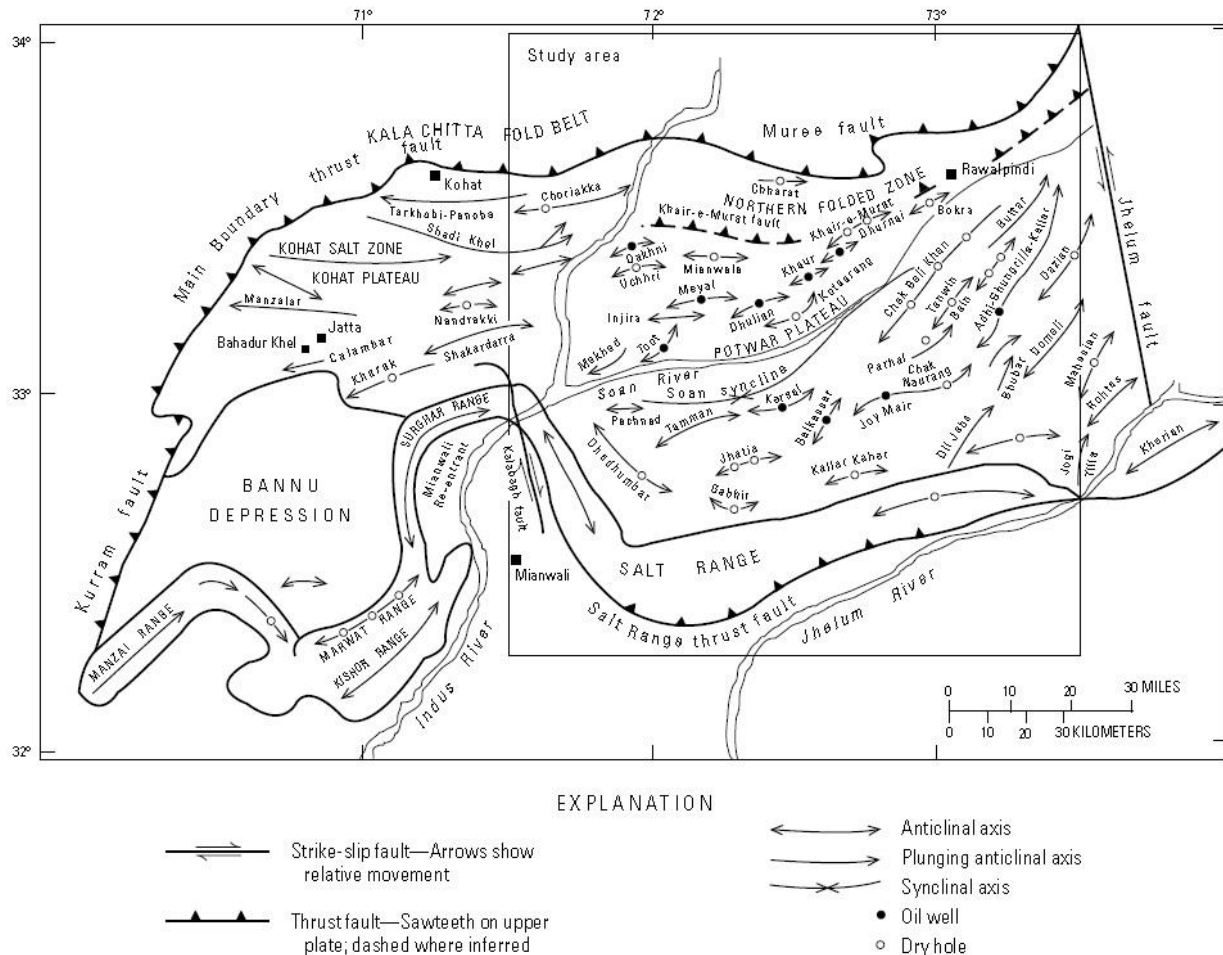 71° 72° 73°
34°
33°
32°
Study area
KALA CHITTA FOLD BELT
Main Boundary thrust fault
Muree fault
Kohat
Choriakka
Tarkhobi-Panoba
Shadi Khel
KOHAT SALT ZONE
KOHAT PLATEAU
Manzalar
Nandrakki
Jatta
Bahadur Khel
Calambar
Kharak
Shakardarra
Chharat
NORTHERN FOLDED ZONE
Rawalpindi
Khair-e-Murat fault
Khair-e-Murat
Dhurnai
Bokra
Dakhni
Uchhri
Mianwala
Khaur
Kotsarang
Meyal
Dhulian
Injira
Toot
Makhad
POTWAR PLATEAU
Soan River
Soan syncline
Chak Beli Khan
Buttar
Tanwin
Bain
Adhi-Ghungrilla-Kallar
Qazian
Jhelum fault
Parhal
Chak Naurang
Bhubar
Domeli
Mahesian
Rohtas
Pachnad
Tamman
Karsal
Balkassar
Joy Mair
Dil Jaba
Jogi Tilla
Kharian
Dhadhumbar
Jhatla
Kallar Kahar
Gabhir
SURGHAR RANGE
Mianwali Re-entrant
Kalabagh fault
BANNU DEPRESSION
Kurram fault
Mianwali
SALT RANGE
Salt Range thrust fault
Jhelum River
MANZAI RANGE
MARWAT RANGE
KISHOR RANGE
Indus River
0 10 20 30 MILES
0 10 20 30 KILOMETERS
EXPLANATION
Strike-slip fault—Arrows show
relative movement
Thrust fault—Sawteeth on upper
plate; dashed where inferred
Anticlinal axis
Plunging anticlinal axis
Synclinal axis
Oil well
Dry hole